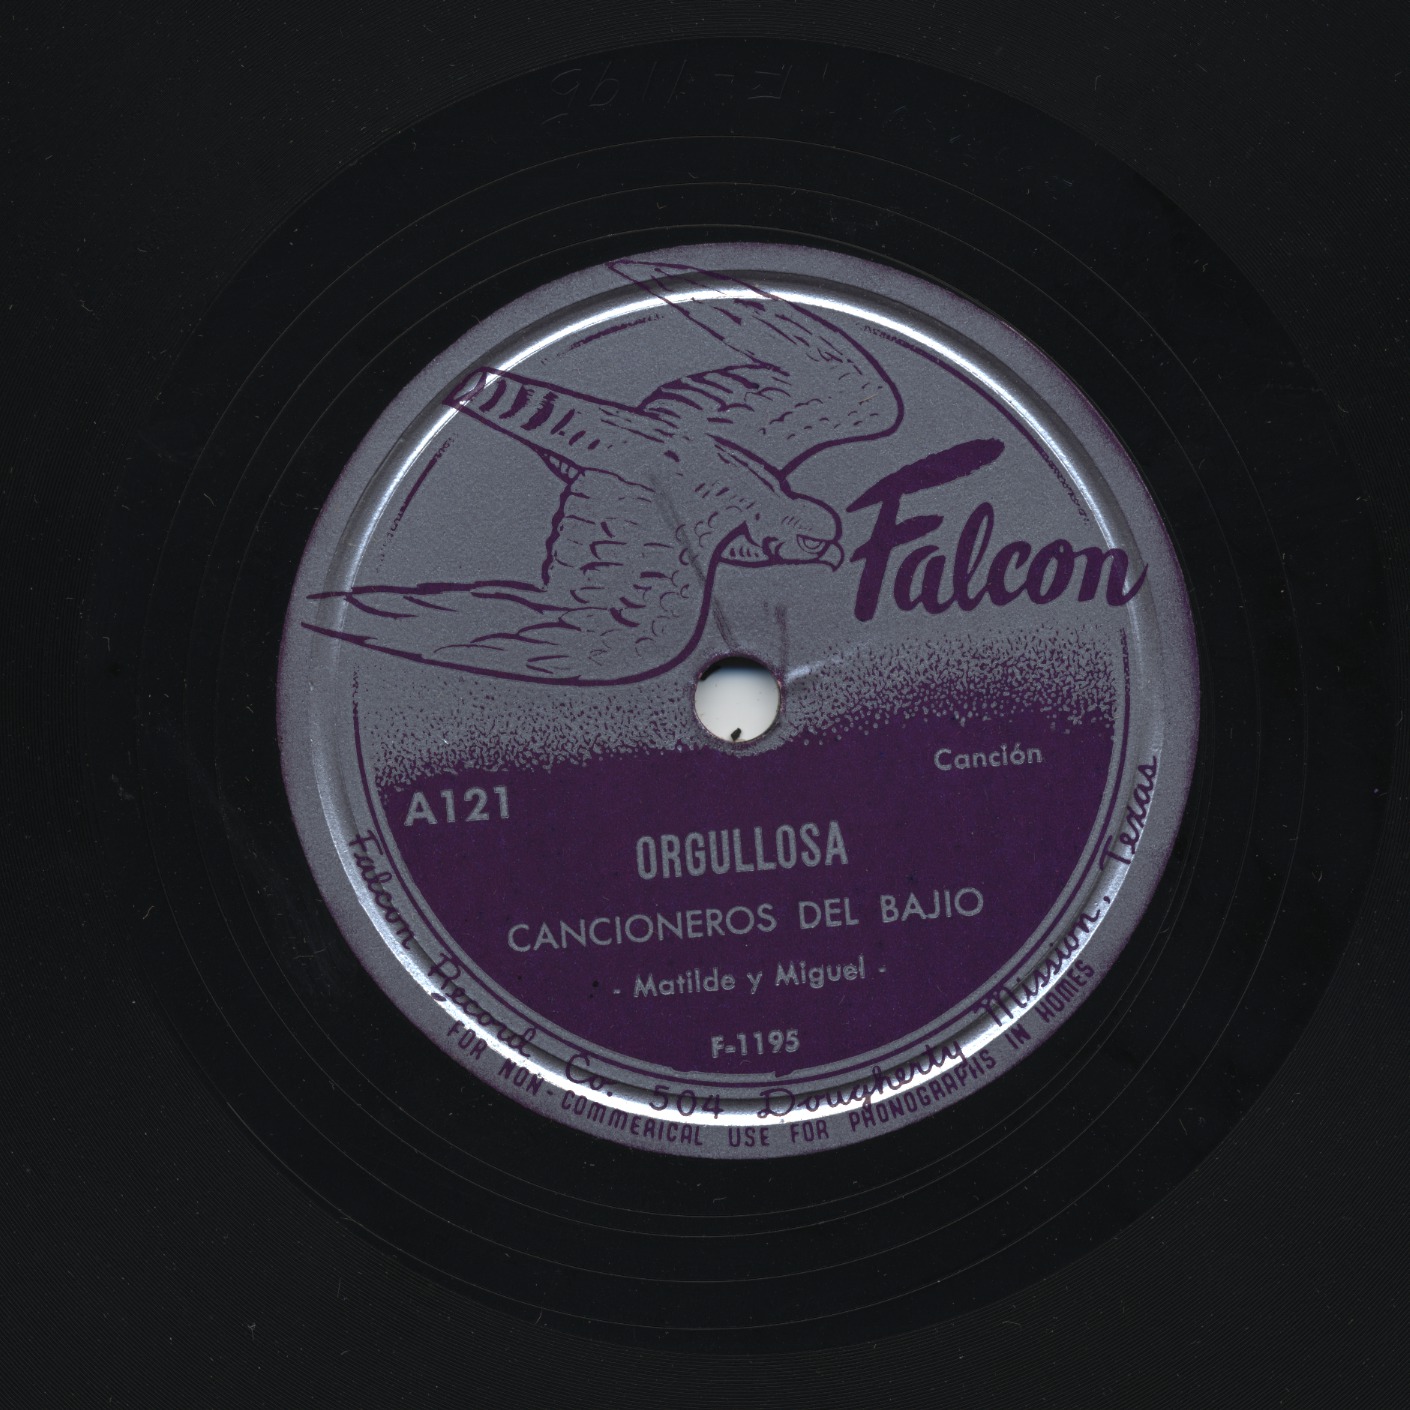 Falcon
Canción
A121
ORGULLOSA
CANCIONEROS DEL BAJIO
- Matilde y Miguel -
F-1195
Falcon Record Co. 504 Dougherty Mission, Texas
FOR NON-COMMERICAL USE FOR PHONOGRAPHS IN HOMES